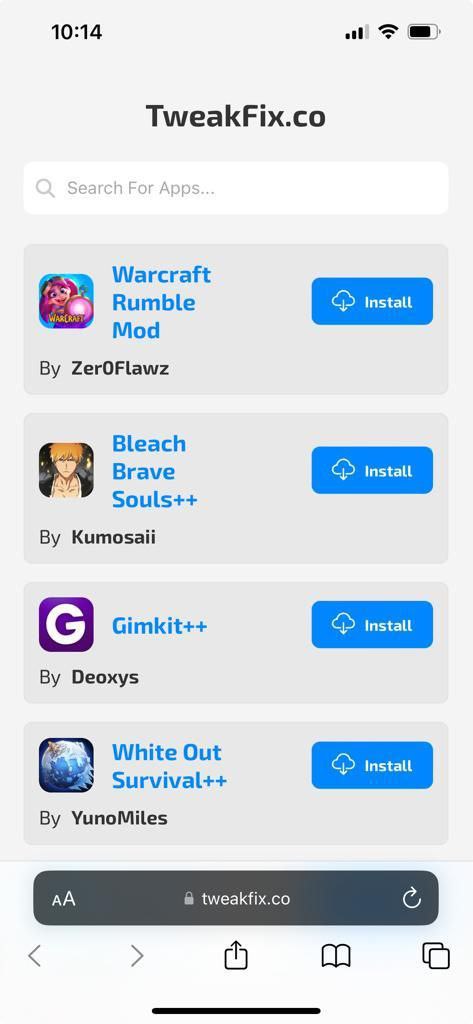 10:14
TweakFix.co
Search For Apps...
WARCRAFT
Warcraft
Rumble
Mod
Install
By Zer0Flawz
Bleach
Brave
Souls++
Install
By Kumosaii
G
Gimkit++
Install
By Deoxys
White Out
Survival++
Install
By YunoMiles
AA
tweakfix.co